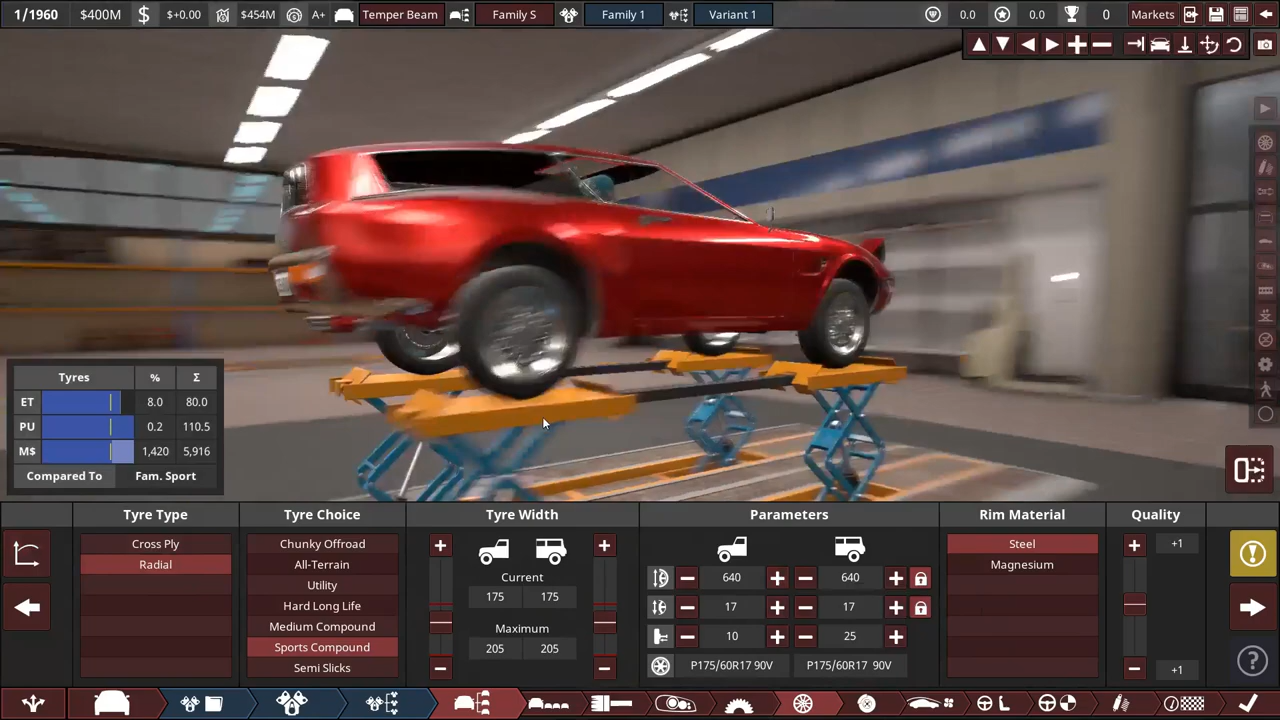 1/1960 $400M $+0.00 $454M A+ Temper Beam Family S Family 1 Variant 1 0.0 0.0 0 Markets
Tyres % Σ
ET 8.0 80.0
PU 0.2 110.5
M$ 1,420 5,916
Compared To Fam. Sport
Tyre Type
Cross Ply
Radial
Tyre Choice
Chunky Offroad
All-Terrain
Utility
Hard Long Life
Medium Compound
Sports Compound
Semi Slicks
Tyre Width
Current
175 175
Maximum
205 205
Parameters
640 640
17 17
10 25
P175/60R17 90V P175/60R17 90V
Rim Material
Steel
Magnesium
Quality
+1
+1